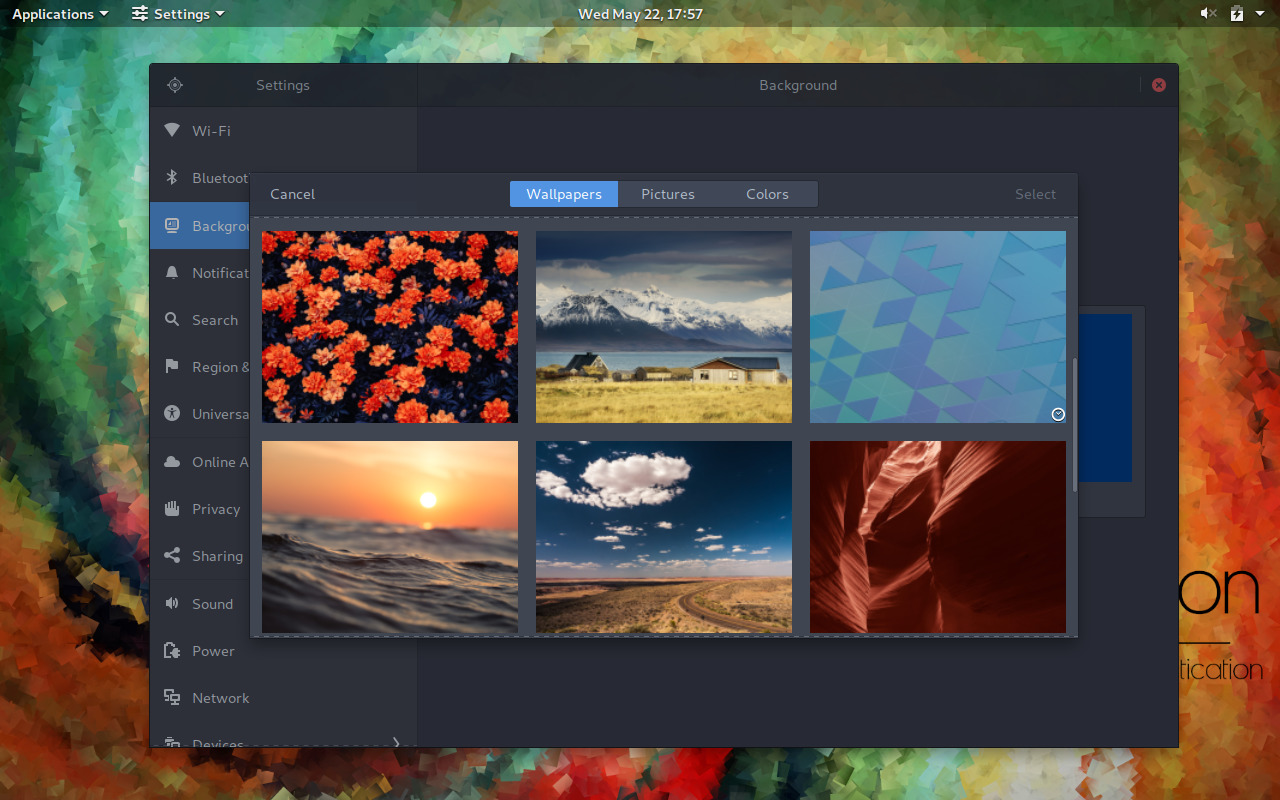 Applications Settings Wed May 22, 17:57
Settings Background
Wi-Fi
Bluetoot
Cancel Wallpapers Pictures Colors Select
Backgrou
Notificat
Search
Region &
Universa
Online A
Privacy
Sharing
on
Sound
Power
tication
Network
Devices